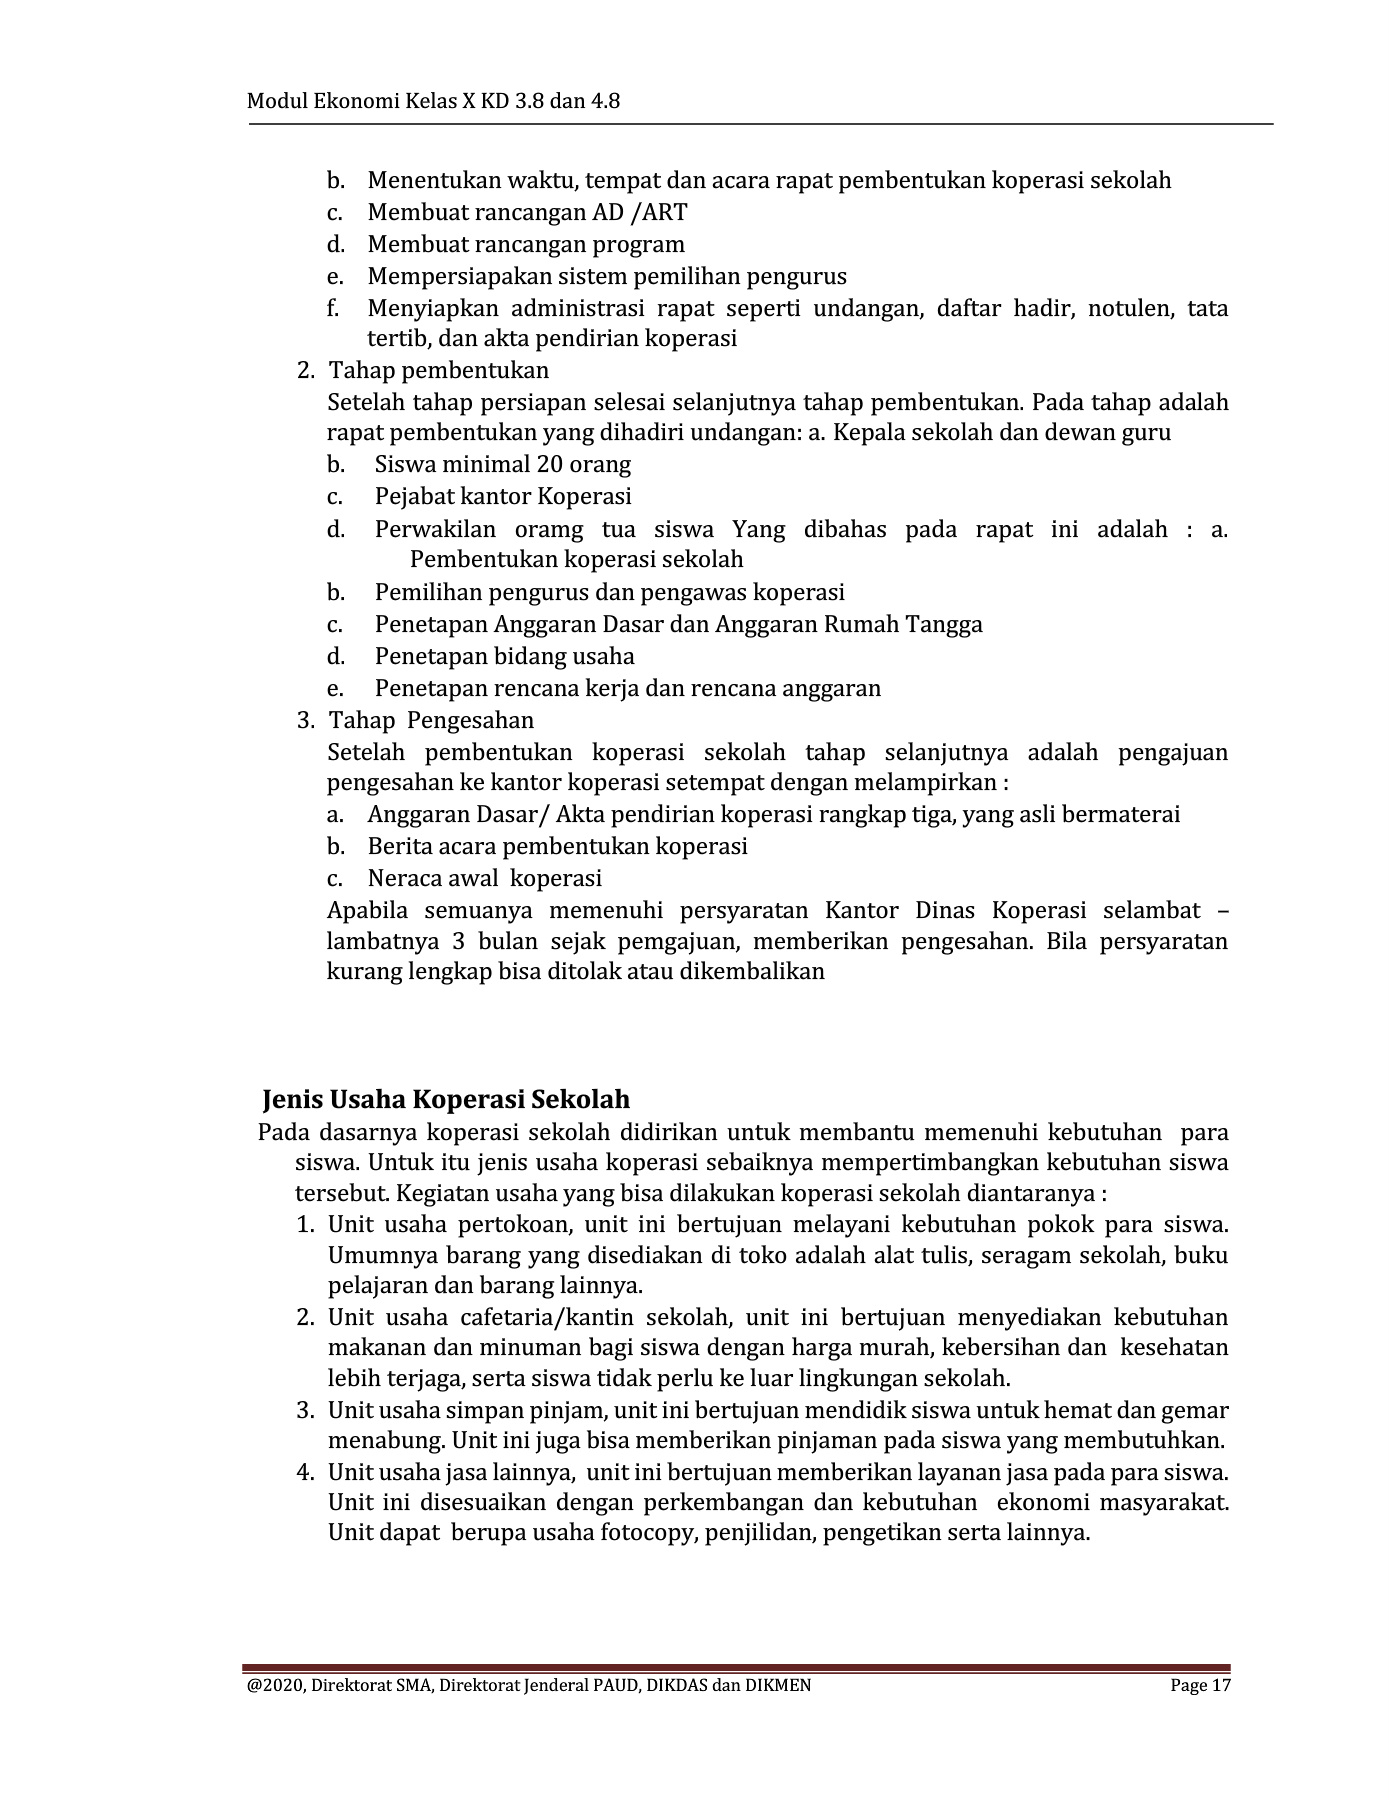 Modul Ekonomi Kelas X KD 3.8 dan 4.8
b. Menentukan waktu, tempat dan acara rapat pembentukan koperasi sekolah
c. Membuat rancangan AD /ART
d. Membuat rancangan program
e. Mempersiapakan sistem pemilihan pengurus
f. Menyiapkan administrasi rapat seperti undangan, daftar hadir, notulen, tata
tertib, dan akta pendirian koperasi
2. Tahap pembentukan
Setelah tahap persiapan selesai selanjutnya tahap pembentukan. Pada tahap adalah
rapat pembentukan yang dihadiri undangan: a. Kepala sekolah dan dewan guru
b. Siswa minimal 20 orang
c. Pejabat kantor Koperasi
d. Perwakilan oramg tua siswa Yang dibahas pada rapat ini adalah : a.
Pembentukan koperasi sekolah
b. Pemilihan pengurus dan pengawas koperasi
c. Penetapan Anggaran Dasar dan Anggaran Rumah Tangga
d. Penetapan bidang usaha
e. Penetapan rencana kerja dan rencana anggaran
3. Tahap Pengesahan
Setelah pembentukan koperasi sekolah tahap selanjutnya adalah pengajuan
pengesahan ke kantor koperasi setempat dengan melampirkan :
a. Anggaran Dasar/ Akta pendirian koperasi rangkap tiga, yang asli bermaterai
b. Berita acara pembentukan koperasi
c. Neraca awal koperasi
Apabila semuanya memenuhi persyaratan Kantor Dinas Koperasi selambat –
lambatnya 3 bulan sejak pemgajuan, memberikan pengesahan. Bila persyaratan
kurang lengkap bisa ditolak atau dikembalikan
Jenis Usaha Koperasi Sekolah
Pada dasarnya koperasi sekolah didirikan untuk membantu memenuhi kebutuhan para
siswa. Untuk itu jenis usaha koperasi sebaiknya mempertimbangkan kebutuhan siswa
tersebut. Kegiatan usaha yang bisa dilakukan koperasi sekolah diantaranya :
1. Unit usaha pertokoan, unit ini bertujuan melayani kebutuhan pokok para siswa.
Umumnya barang yang disediakan di toko adalah alat tulis, seragam sekolah, buku
pelajaran dan barang lainnya.
2. Unit usaha cafetaria/kantin sekolah, unit ini bertujuan menyediakan kebutuhan
makanan dan minuman bagi siswa dengan harga murah, kebersihan dan kesehatan
lebih terjaga, serta siswa tidak perlu ke luar lingkungan sekolah.
3. Unit usaha simpan pinjam, unit ini bertujuan mendidik siswa untuk hemat dan gemar
menabung. Unit ini juga bisa memberikan pinjaman pada siswa yang membutuhkan.
4. Unit usaha jasa lainnya, unit ini bertujuan memberikan layanan jasa pada para siswa.
Unit ini disesuaikan dengan perkembangan dan kebutuhan ekonomi masyarakat.
Unit dapat berupa usaha fotocopy, penjilidan, pengetikan serta lainnya.
@2020, Direktorat SMA, Direktorat Jenderal PAUD, DIKDAS dan DIKMEN Page 17